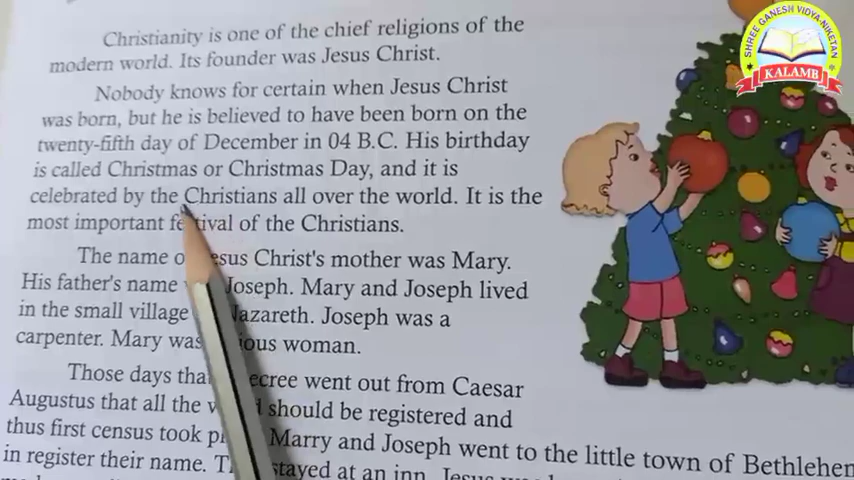 Christianity is one of the chief religions of the
modern world. Its founder was Jesus Christ.
Nobody knows for certain when Jesus Christ
was born, but he is believed to have been born on the
twenty-fifth day of December in 04 B.C. His birthday
is called Christmas or Christmas Day, and it is
celebrated by the Christians all over the world. It is the
most important festival of the Christians.
The name Christ's mother was Mary.
His father's name Joseph. Mary and Joseph lived
in the small village Joseph was a
carpenter. Mary was woman.
Those days decree went out from Caesar
Augustus that all the should be registered and
thus first census took Marry and Joseph went to the little town of
in register their name. stayed at an inn.
SHREE GANESH VIDYA-NIKETAN
KALAMB